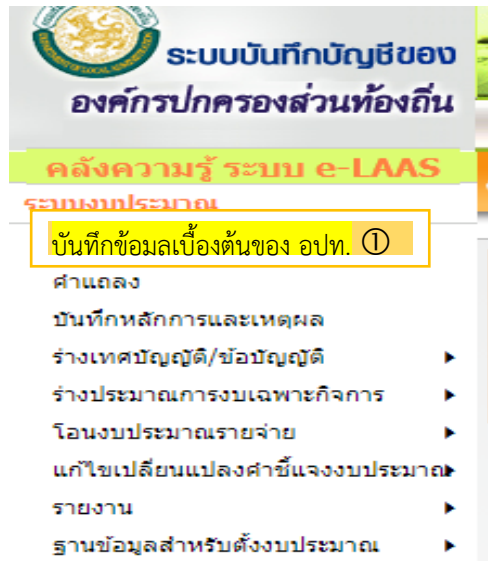 ระบบบันทึกบัญชีของ
องค์กรปกครองส่วนท้องถิ่น
คลังความรู้ ระบบ e-LAAS
ระบบงบประมาณ
บันทึกข้อมูลเบื้องต้นของ อปท. ①
คำแถลง
บันทึกหลักการและเหตุผล
ร่างเทศบัญญัติ/ข้อบัญญัติ
ร่างประมาณการงบเฉพาะกิจการ
โอนงบประมาณรายจ่าย
แก้ไขเปลี่ยนแปลงคำชี้แจงงบประมาณ
รายงาน
ฐานข้อมูลสำหรับตั้งงบประมาณ